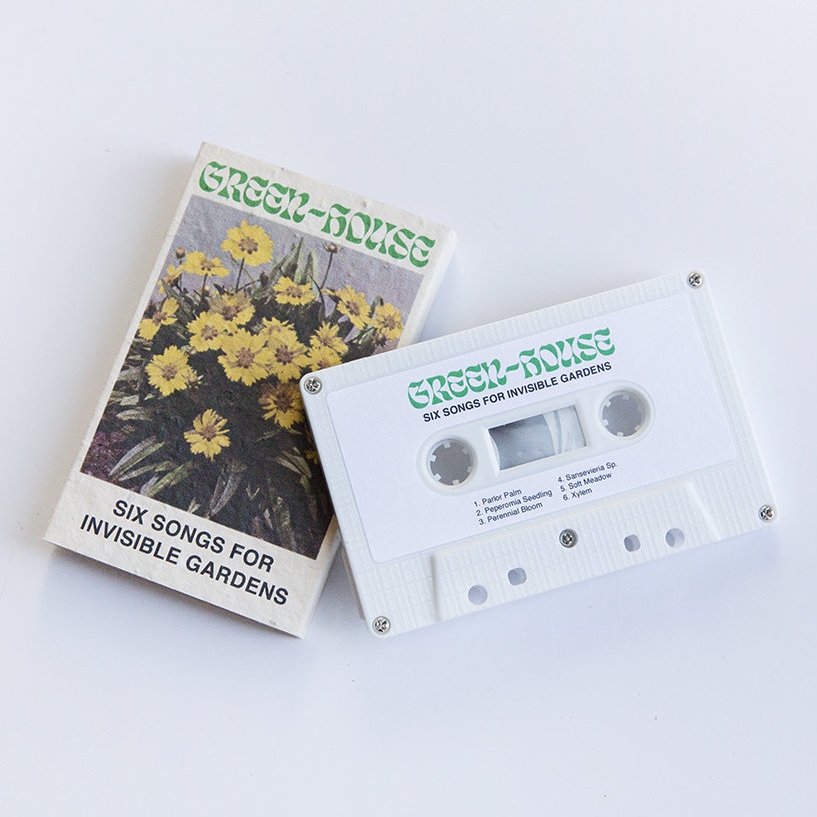 GREEN-HOUSE
SIX SONGS FOR
INVISIBLE GARDENS
GREEN-HOUSE
SIX SONGS FOR INVISIBLE GARDENS
1. Parlor Palm
2. Peperomia Seedling
3. Perennial Bloom
4. Sansevieria Sp.
5. Soft Meadow
6. Xylem